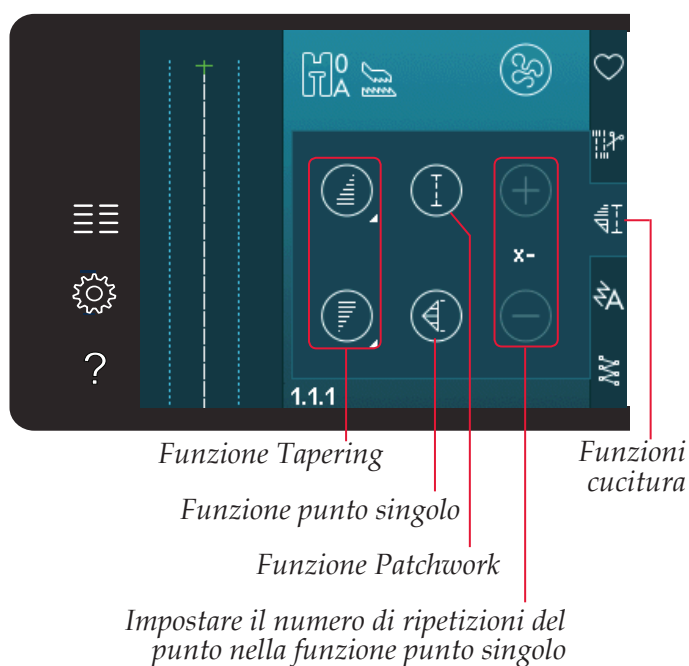 H0
A
x-
A
?
1.1.1
Funzione Tapering
Funzioni
cucitura
Funzione punto singolo
Funzione Patchwork
Impostare il numero di ripetizioni del
punto nella funzione punto singolo